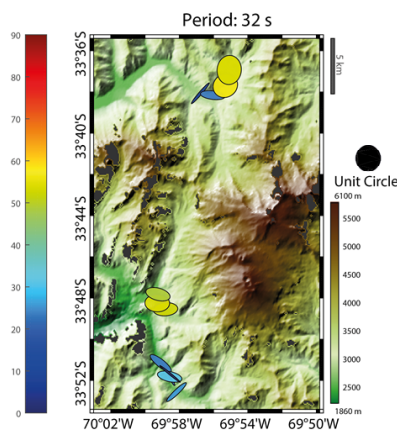 Period: 32 s
90
80
70
60
50
40
30
20
10
0
33°36'S
33°40'S
33°44'S
33°48'S
33°52'S
70°02'W
69°58'W
69°54'W
69°50'W
5 km
Unit Circle
6100 m
5500
5000
4500
4000
3500
3000
2500
2200
1860 m